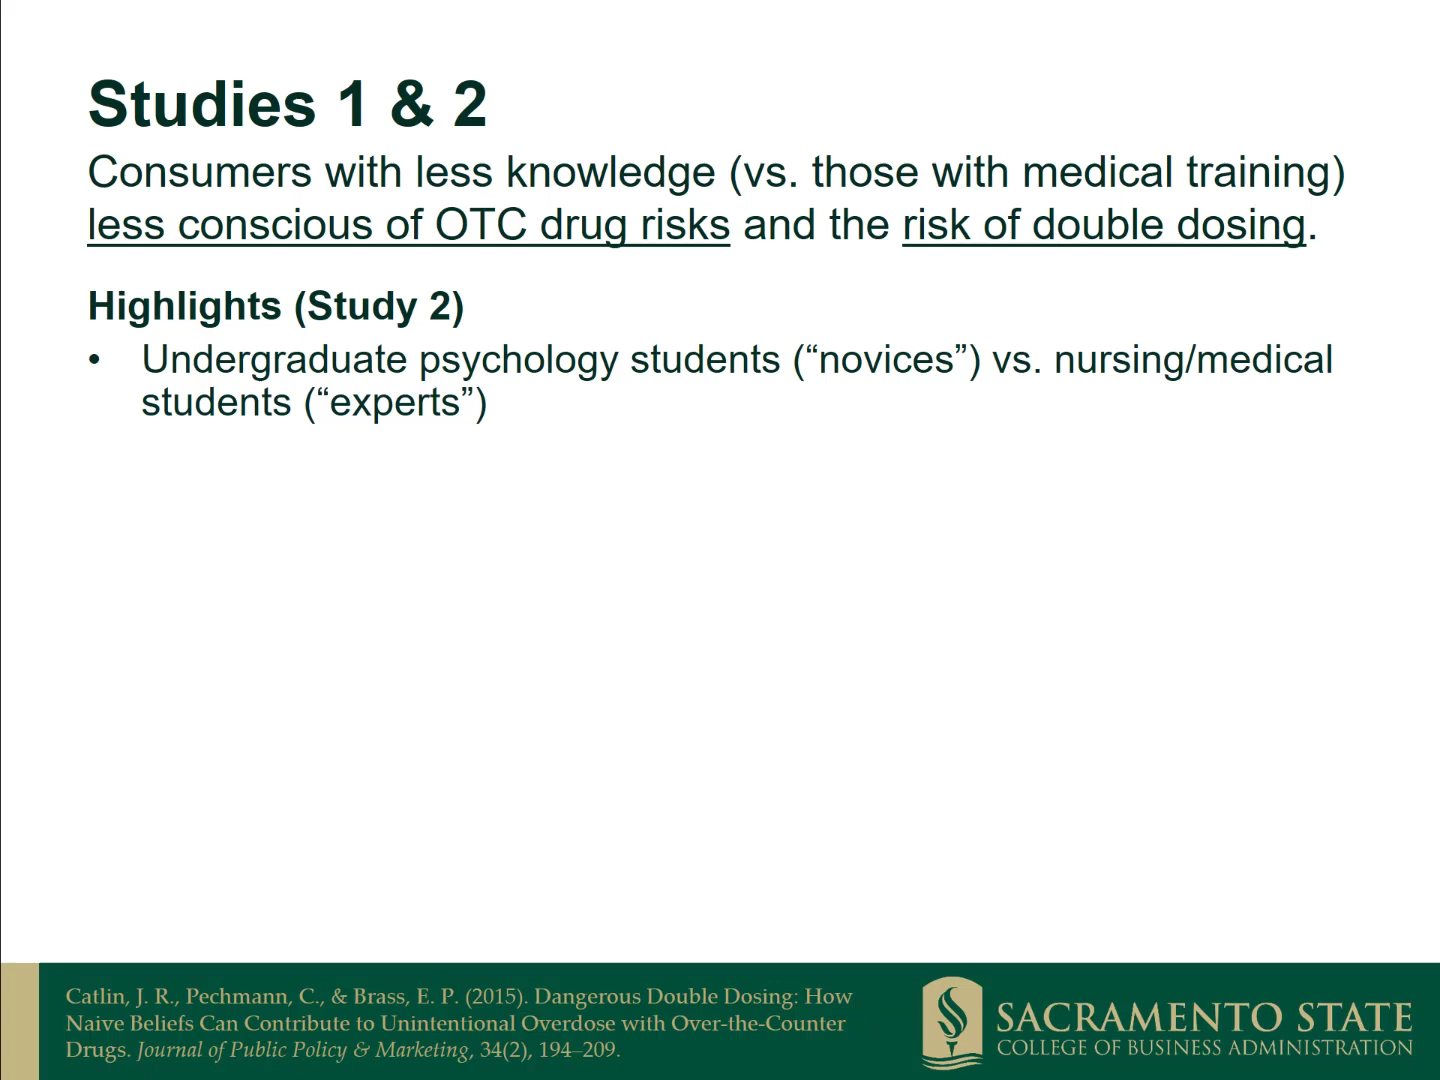 Studies 1 & 2
Consumers with less knowledge (vs. those with medical training)
less conscious of OTC drug risks and the risk of double dosing.
Highlights (Study 2)
• Undergraduate psychology students (“novices”) vs. nursing/medical
students (“experts”)
Catlin, J. R., Pechmann, C., & Brass, E. P. (2015). Dangerous Double Dosing: How
Naive Beliefs Can Contribute to Unintentional Overdose with Over-the-Counter
Drugs. Journal of Public Policy & Marketing, 34(2), 194–209.
SACRAMENTO STATE
COLLEGE OF BUSINESS ADMINISTRATION